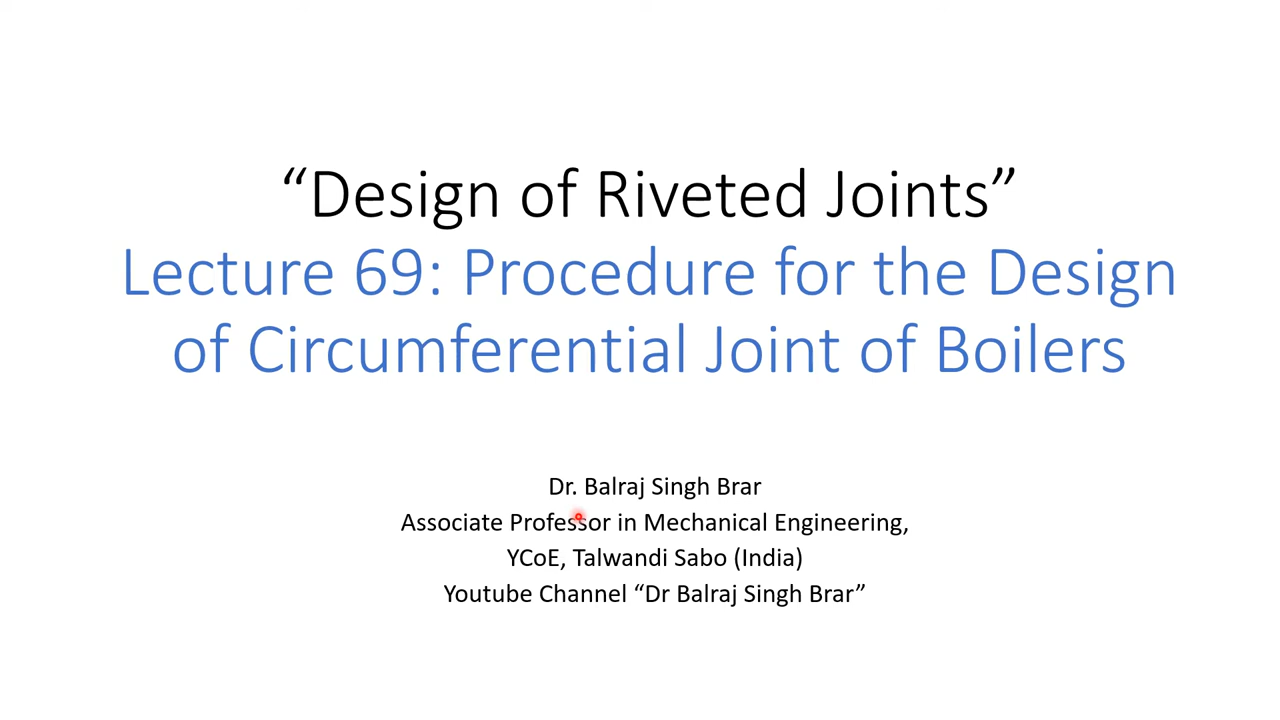 “Design of Riveted Joints”
Lecture 69: Procedure for the Design
of Circumferential Joint of Boilers
Dr. Balraj Singh Brar
Associate Professor in Mechanical Engineering,
YCoE, Talwandi Sabo (India)
Youtube Channel “Dr Balraj Singh Brar”